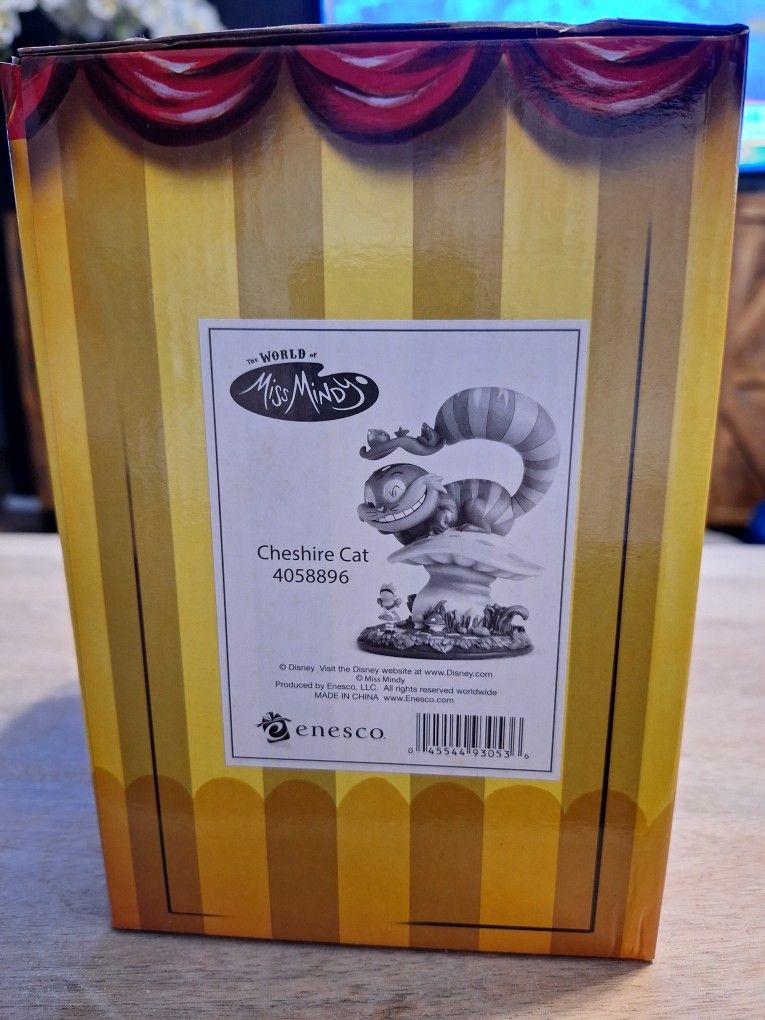 THE WORLD OF
MISS MINDY
Cheshire Cat
4058896
© Disney Visit the Disney website at www.Disney.com
© Miss Mindy
Produced by Enesco, LLC. All rights reserved worldwide
MADE IN CHINA www.Enesco.com
enesco.
0 45544 93053 6